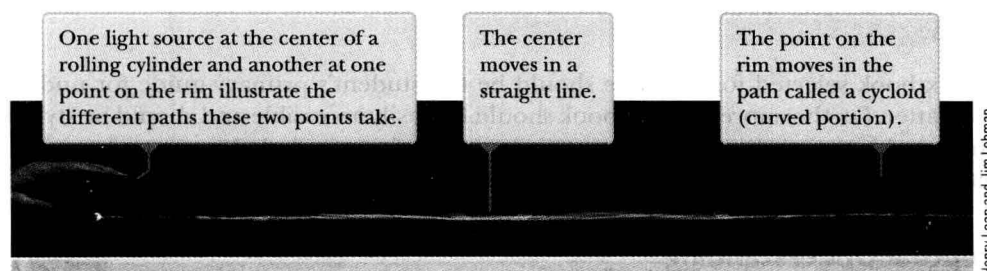 One light source at the center of a
rolling cylinder and another at one
point on the rim illustrate the
different paths these two points take.
The center
moves in a
straight line.
The point on the
rim moves in the
path called a cycloid
(curved portion).